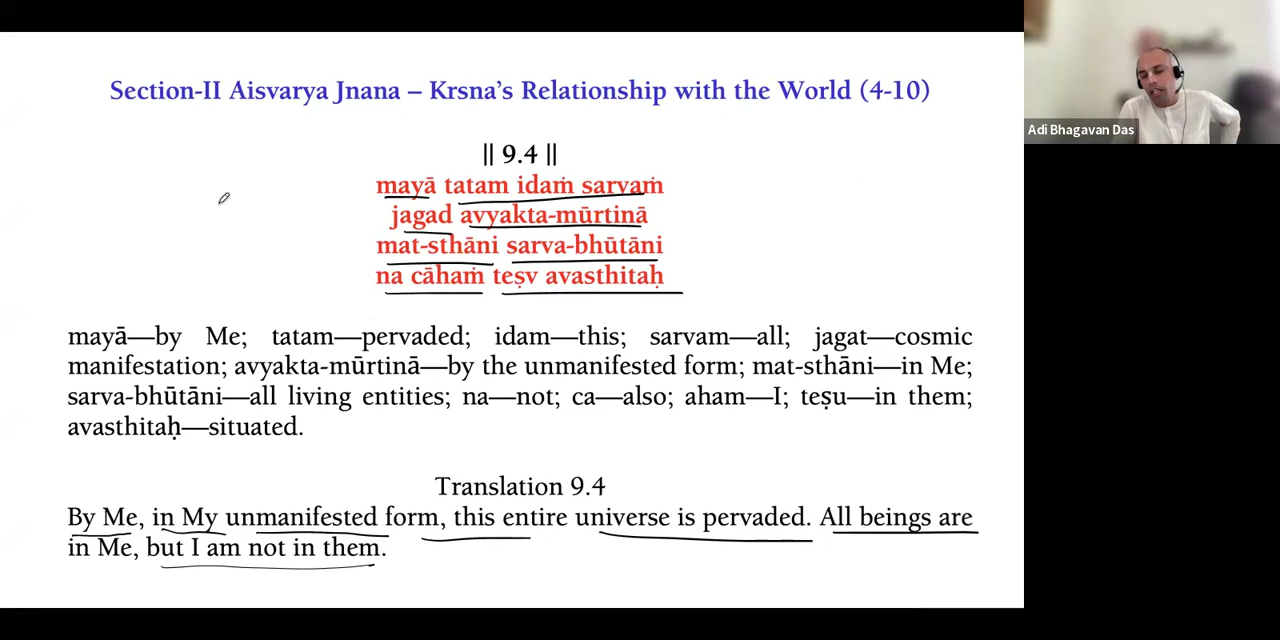 Section-II Aisvarya Jnana – Krsna's Relationship with the World (4-10)
|| 9.4 ||
mayā tatam idaṁ sarvaṁ
jagad avyakta-mūrtinā
mat-sthāni sarva-bhūtāni
na cāhaṁ teṣv avasthitaḥ
mayā—by Me; tatam—pervaded; idam—this; sarvam—all; jagat—cosmic
manifestation; avyakta-mūrtinā—by the unmanifested form; mat-sthāni—in Me;
sarva-bhūtāni—all living entities; na—not; ca—also; aham—I; teṣu—in them;
avasthitaḥ—situated.
Translation 9.4
By Me, in My unmanifested form, this entire universe is pervaded. All beings are
in Me, but I am not in them.
Adi Bhagavan Das